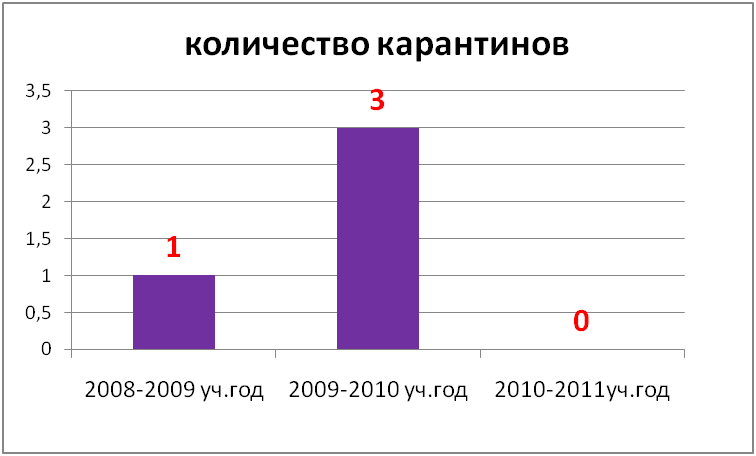 количество карантинов
3,5
3
2,5
2
1,5
1
0,5
0
1
3
0
2008-2009 уч.год
2009-2010 уч.год
2010-2011уч.год